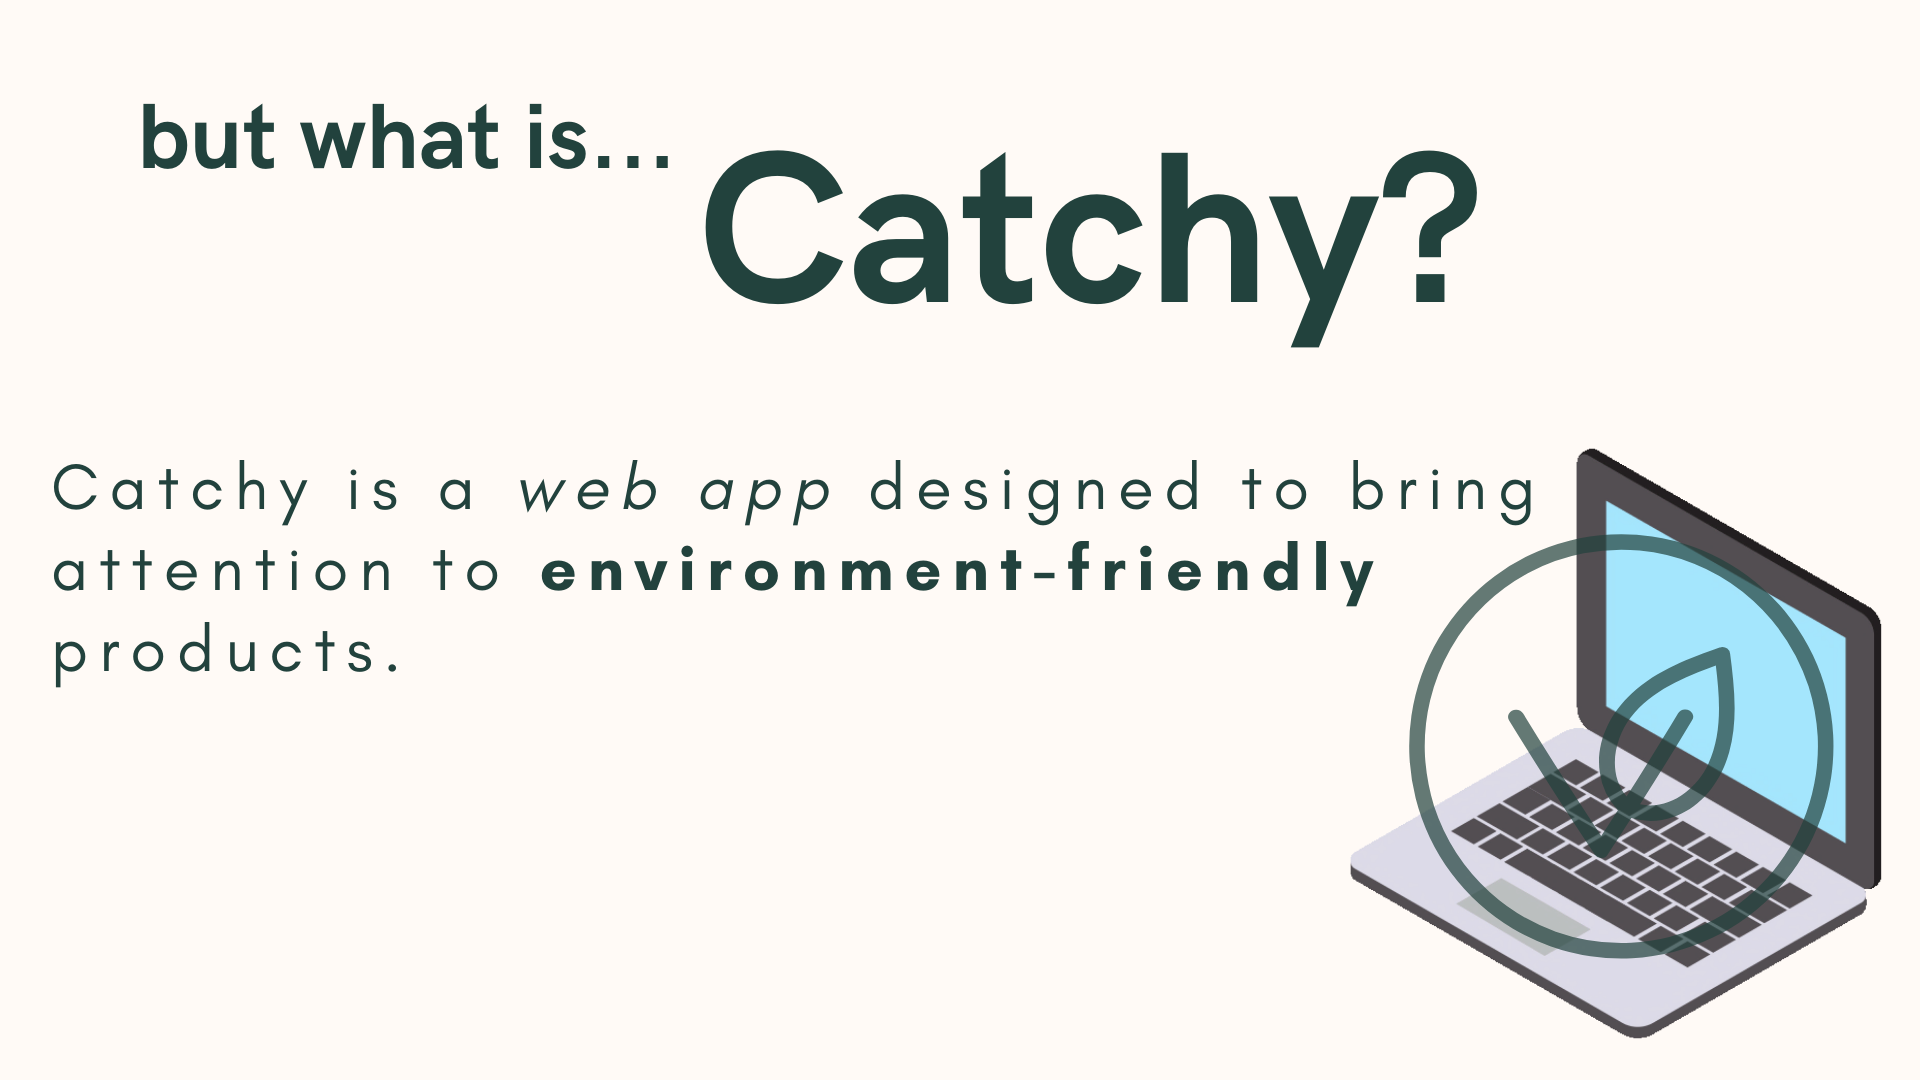 but what is...
Catchy?
Catchy is a web app designed to bring
attention to environment-friendly
products.